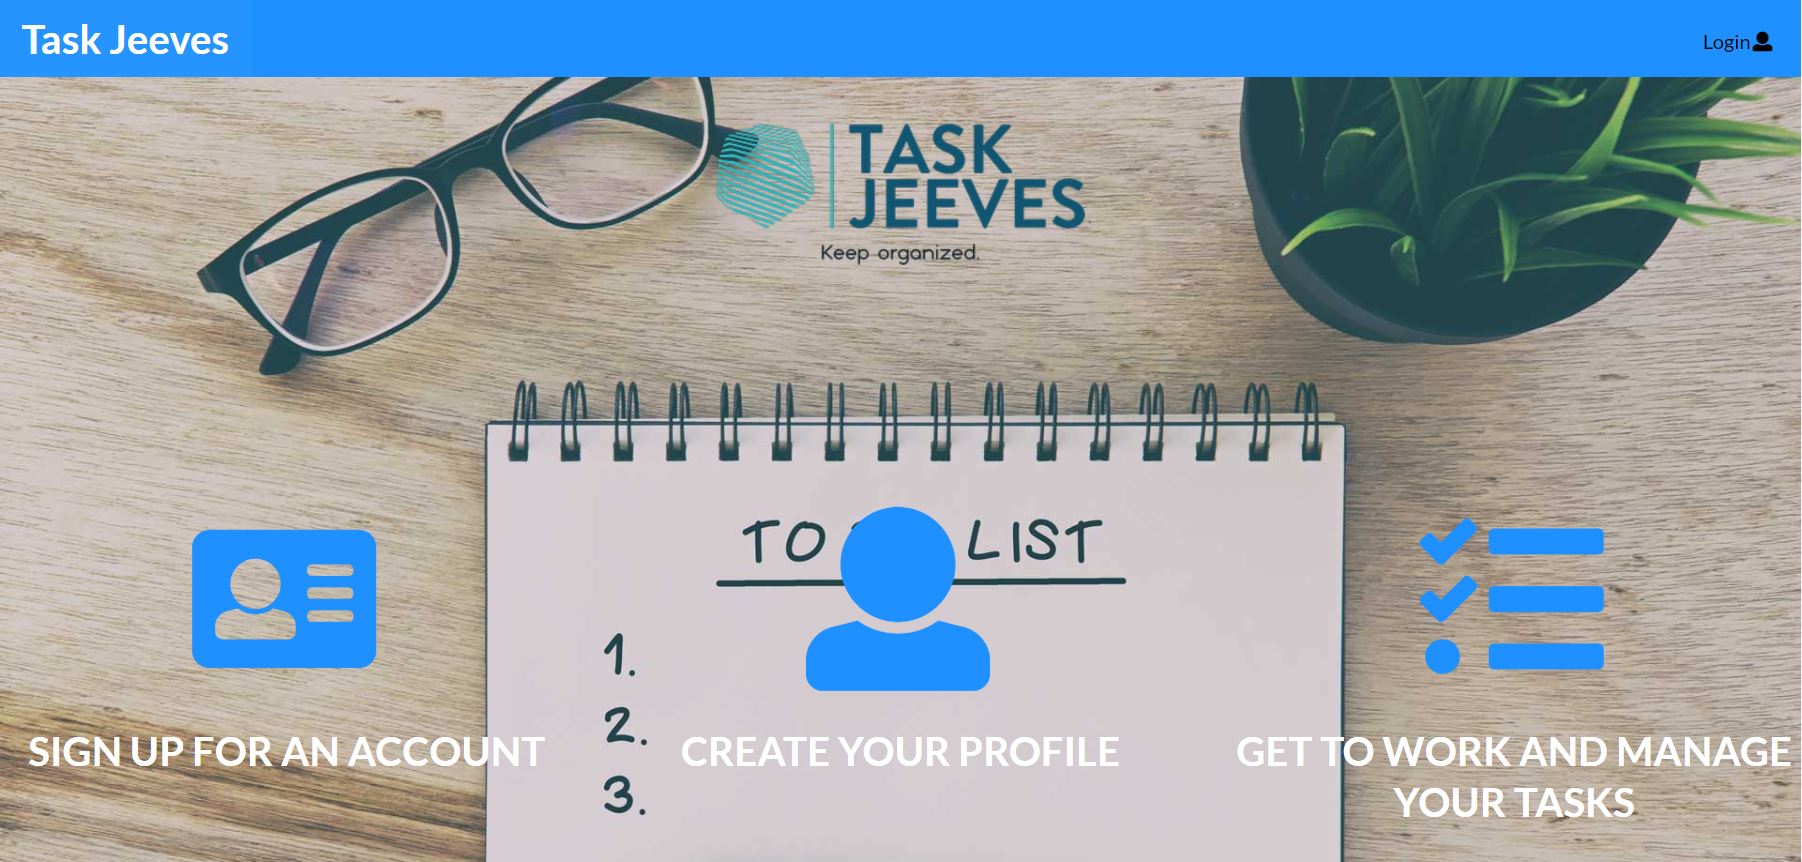 Task Jeeves
Login
TASK
JEEVES
Keep organized.
TO LIST
1.
2.
3.
SIGN UP FOR AN ACCOUNT
CREATE YOUR PROFILE
GET TO WORK AND MANAGE
YOUR TASKS